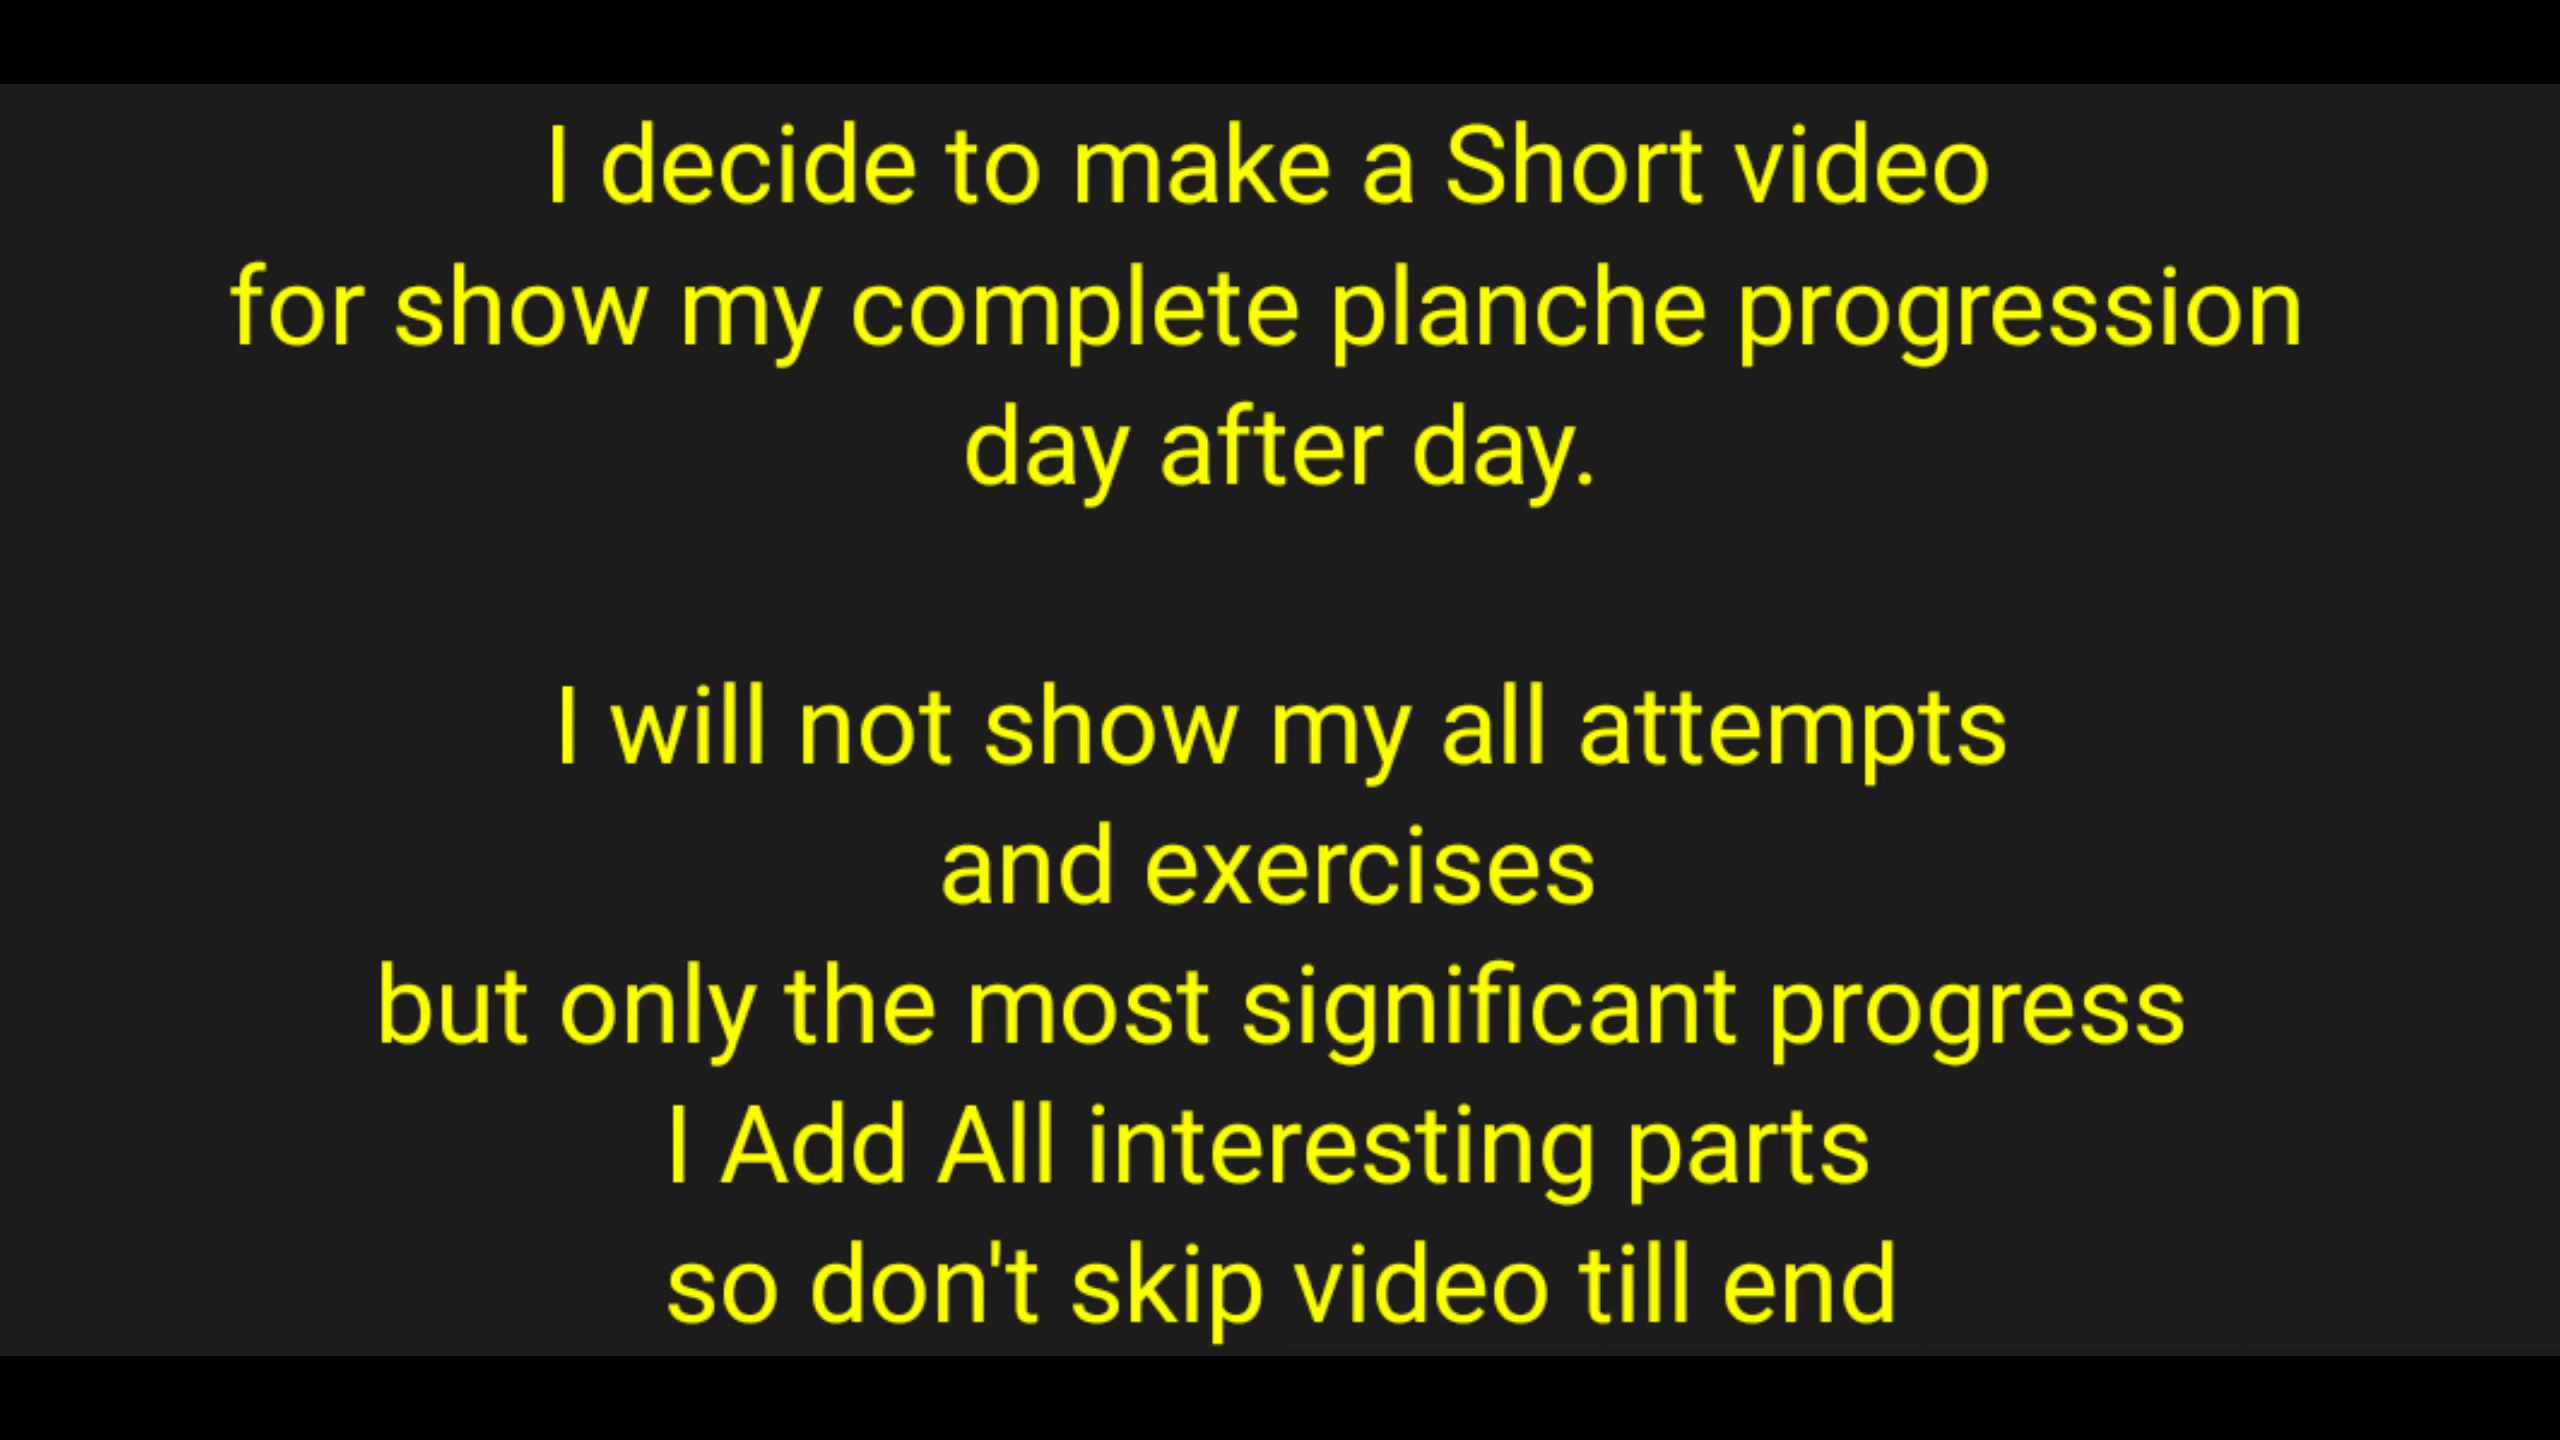 I decide to make a Short video
for show my complete planche progression
day after day.
I will not show my all attempts
and exercises
but only the most significant progress
I Add All interesting parts
so don't skip video till end